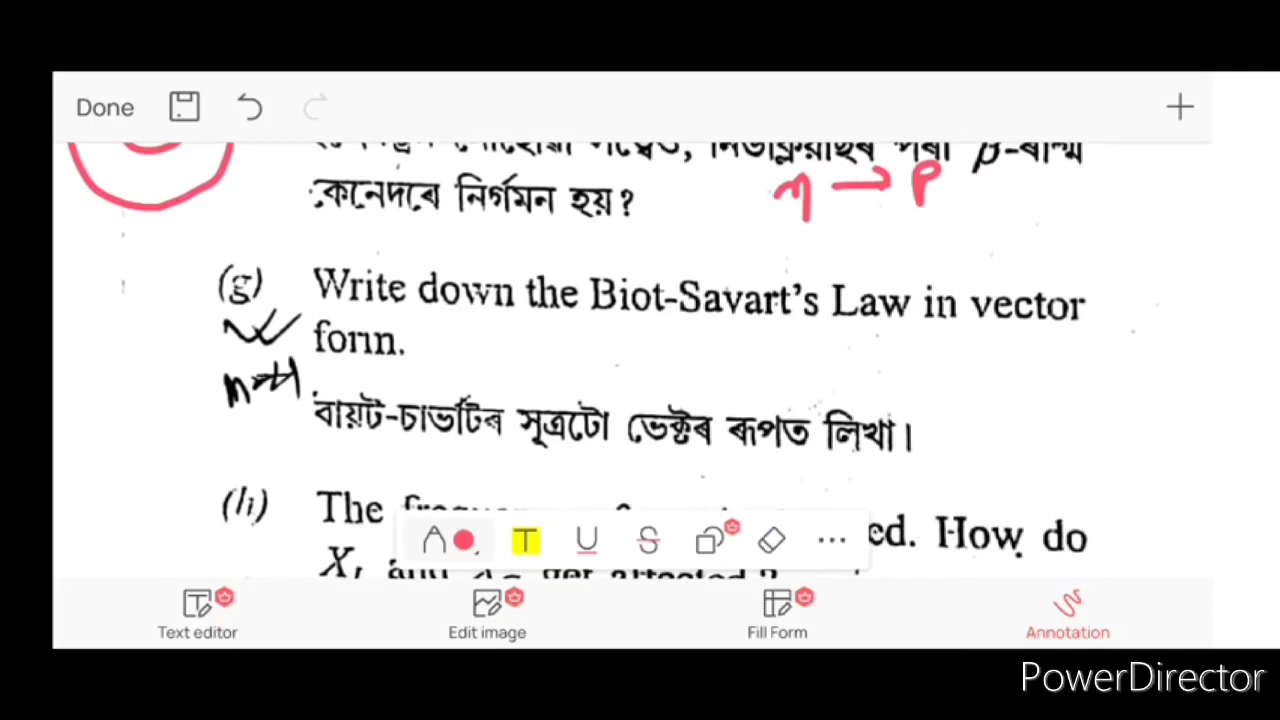 Done
β-ৰশ্মি
কেনেদৰে নিৰ্গমন হয়?
n → p
(g) Write down the Biot-Savart's Law in vector
form.
বায়ট-চাভাৰ্টৰ সূত্ৰটো ভেক্টৰ ৰূপত লিখা।
(h) The ed. How do
Text editor Edit image Fill Form Annotation
PowerDirector